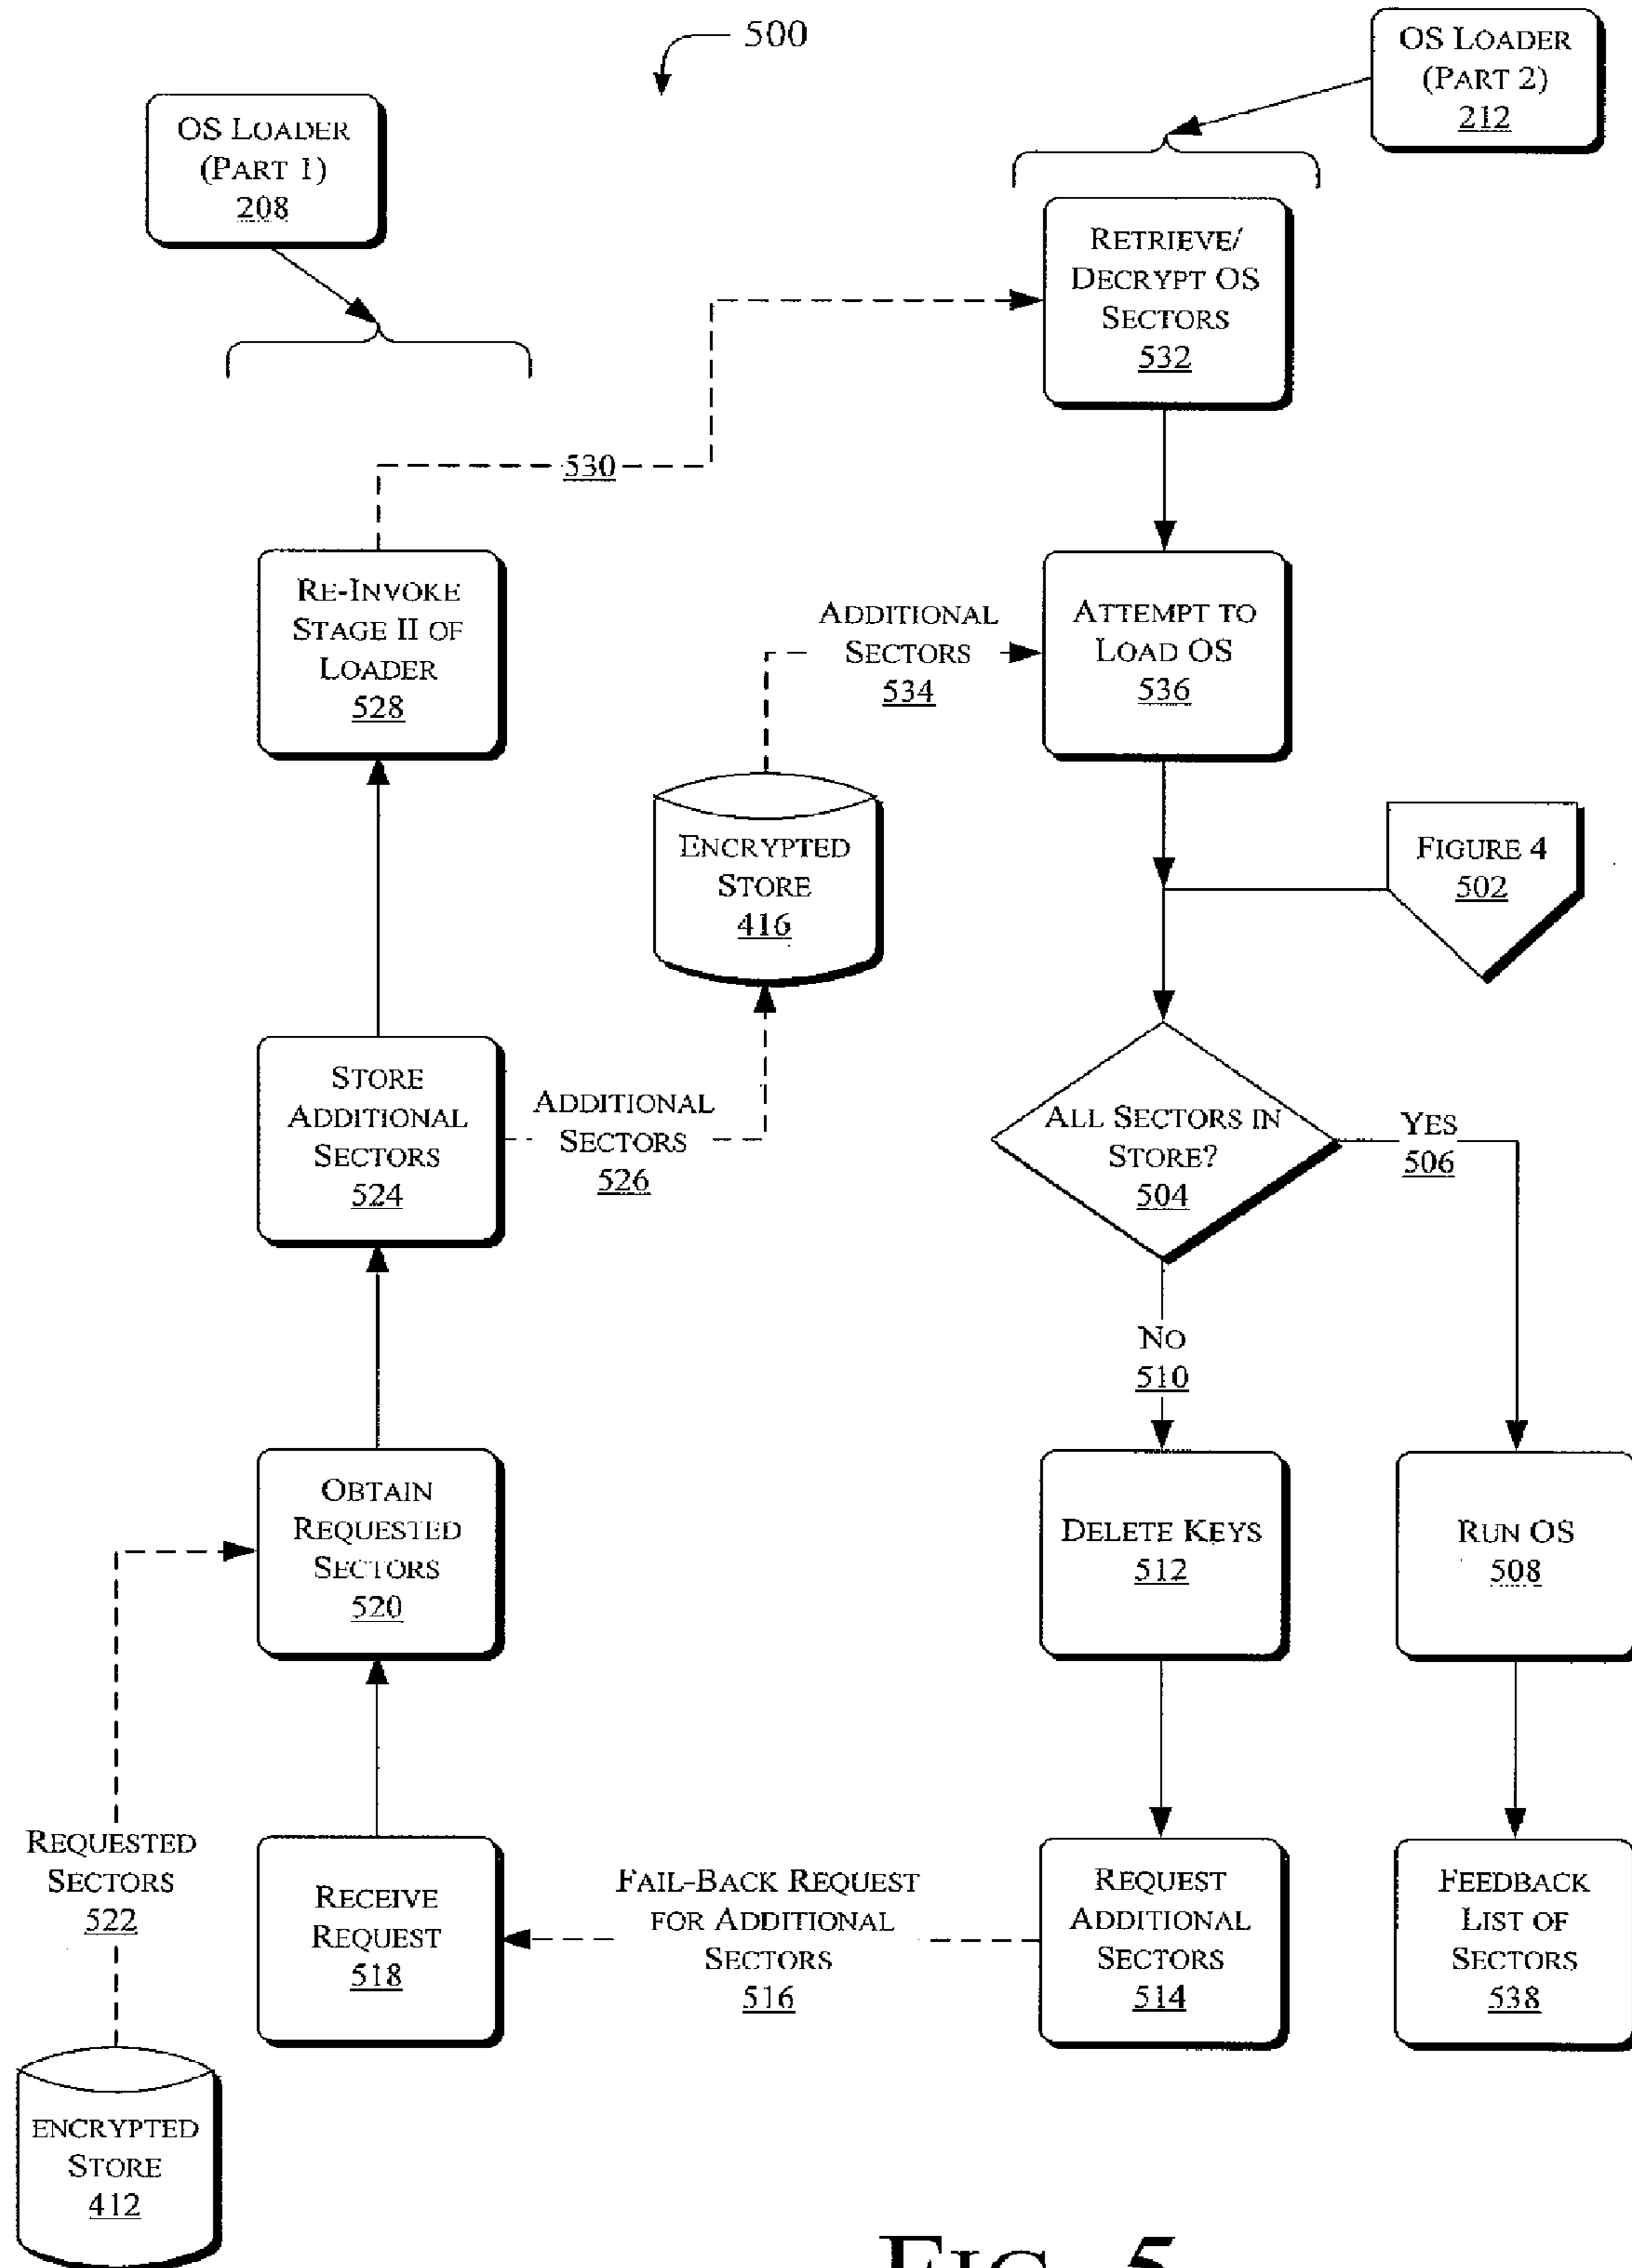 500
OS LOADER
(PART 1)
208
OS LOADER
(PART 2)
212
RETRIEVE/
DECRYPT OS
SECTORS
532
530
RE-INVOKE
STAGE II OF
LOADER
528
ADDITIONAL
SECTORS
534
ATTEMPT TO
LOAD OS
536
ENCRYPTED
STORE
416
FIGURE 4
502
STORE
ADDITIONAL
SECTORS
524
ADDITIONAL
SECTORS
526
ALL SECTORS IN
STORE?
504
YES
506
NO
510
OBTAIN
REQUESTED
SECTORS
520
DELETE KEYS
512
RUN OS
508
REQUESTED
SECTORS
522
RECEIVE
REQUEST
518
FAIL-BACK REQUEST
FOR ADDITIONAL
SECTORS
516
REQUEST
ADDITIONAL
SECTORS
514
FEEDBACK
LIST OF
SECTORS
538
ENCRYPTED
STORE
412
FIG. 5